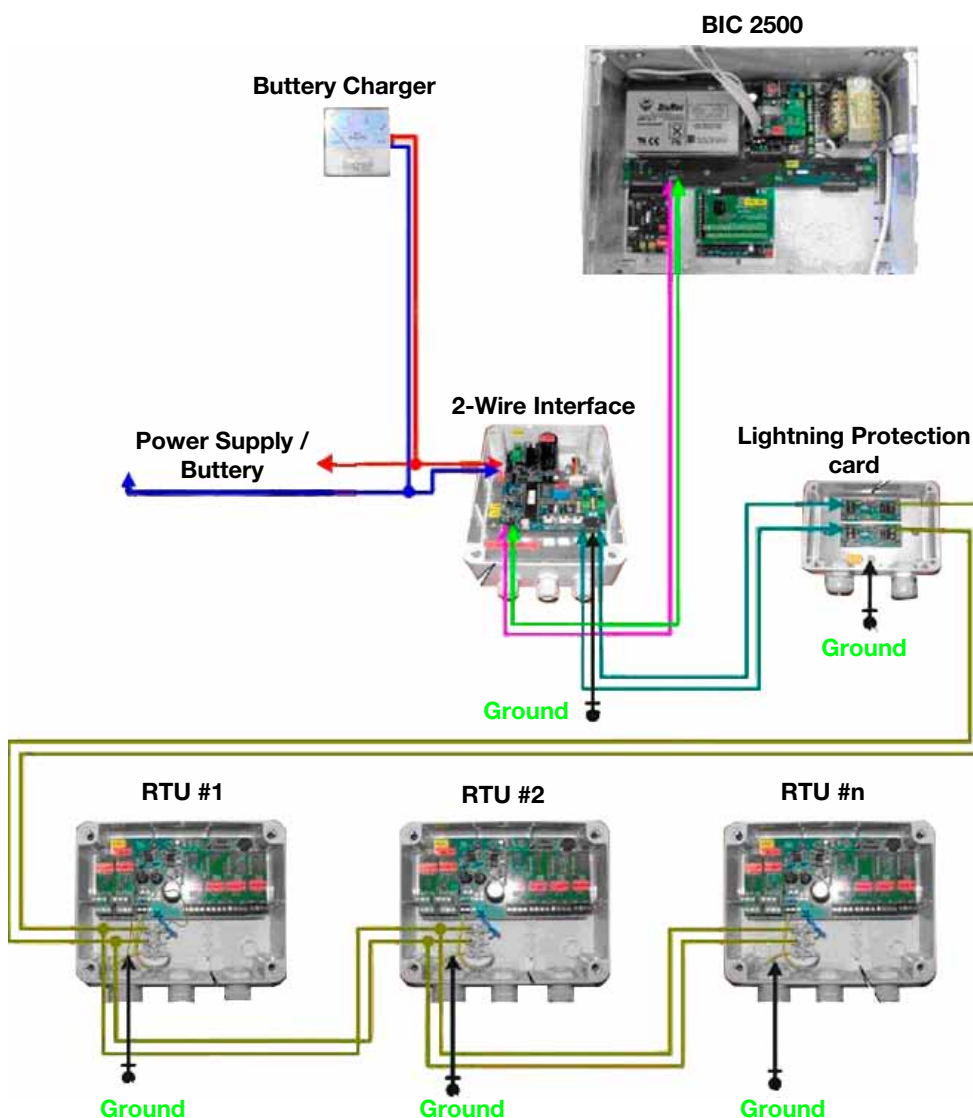 BIC 2500
Buttery Charger
2-Wire Interface
Power Supply /
Buttery
Lightning Protection
card
Ground
Ground
RTU #1
RTU #2
RTU #n
Ground
Ground
Ground